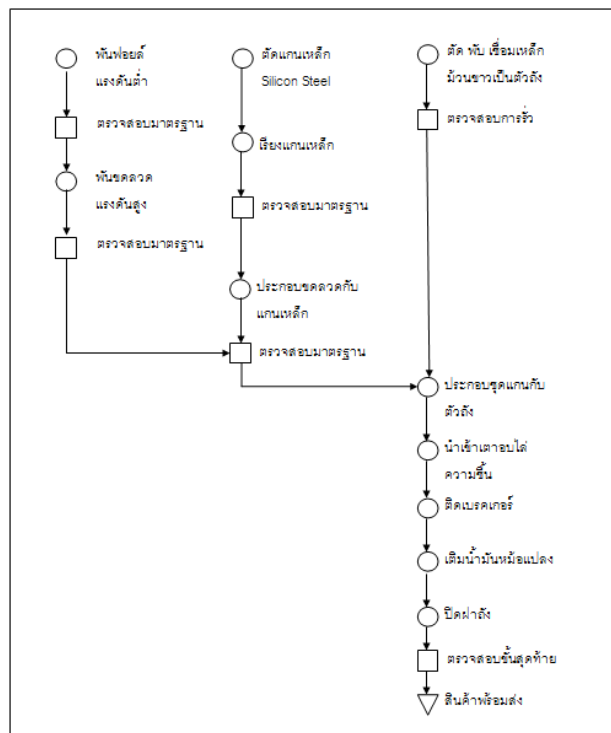 พันฟอยล์
แรงดันต่ำ
ตรวจสอบมาตรฐาน
พันขดลวด
แรงดันสูง
ตรวจสอบมาตรฐาน
ตัดแกนเหล็ก
Silicon Steel
เรียงแกนเหล็ก
ตรวจสอบมาตรฐาน
ประกอบขดลวดกับ
แกนเหล็ก
ตรวจสอบมาตรฐาน
ตัด พับ เชื่อมเหล็ก
ม้วนขาวเป็นตัวถัง
ตรวจสอบการรั่ว
ประกอบชุดแกนกับ
ตัวถัง
นำเข้าเตาอบไล่
ความชื้น
ติดเบรคเกอร์
เติมน้ำมันหม้อแปลง
ปิดฝาถัง
ตรวจสอบขั้นสุดท้าย
สินค้าพร้อมส่ง